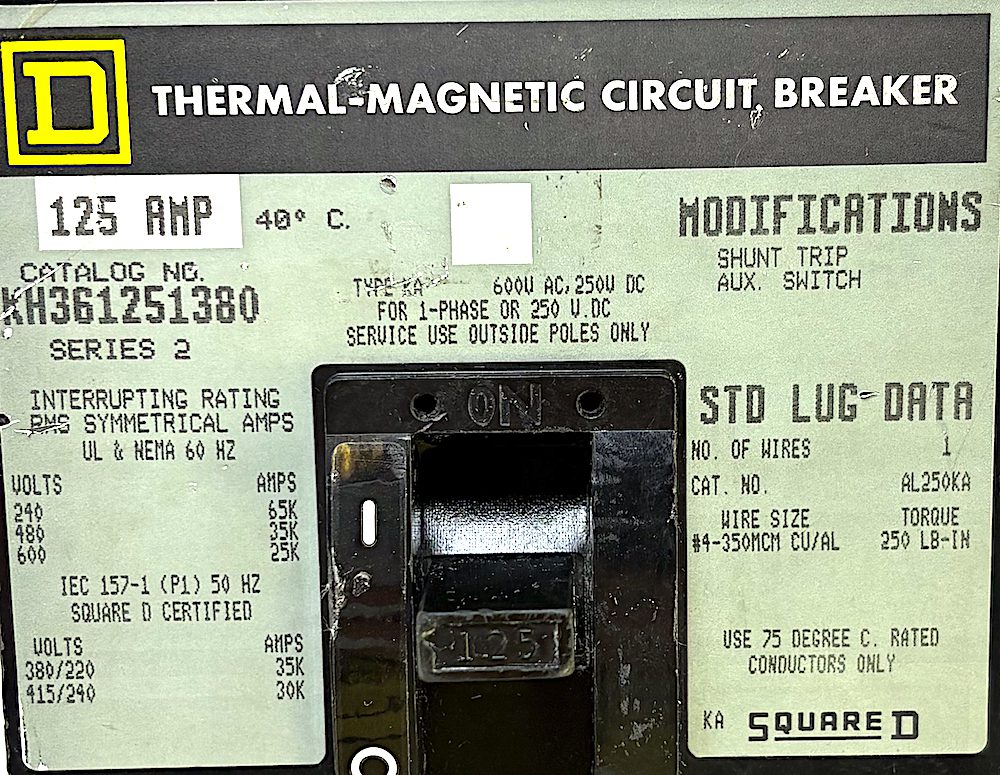 D THERMAL-MAGNETIC CIRCUIT BREAKER
125 AMP 40° C.
CATALOG NO.
KH361251380
SERIES 2
INTERRUPTING RATING
RMS SYMMETRICAL AMPS
UL & NEMA 60 HZ
VOLTS AMPS
240 65K
480 35K
600 25K
IEC 157-1 (P1) 50 HZ
SQUARE D CERTIFIED
VOLTS AMPS
380/220 35K
415/240 30K
TYPE KA 600V AC, 250V DC
FOR 1-PHASE OR 250 V.DC
SERVICE USE OUTSIDE POLES ONLY
ON
I
125
O
MODIFICATIONS
SHUNT TRIP
AUX. SWITCH
STD LUG DATA
NO. OF WIRES 1
CAT. NO. AL250KA
WIRE SIZE TORQUE
#4-350MCM CU/AL 250 LB-IN
USE 75 DEGREE C. RATED
CONDUCTORS ONLY
KA SQUARE D